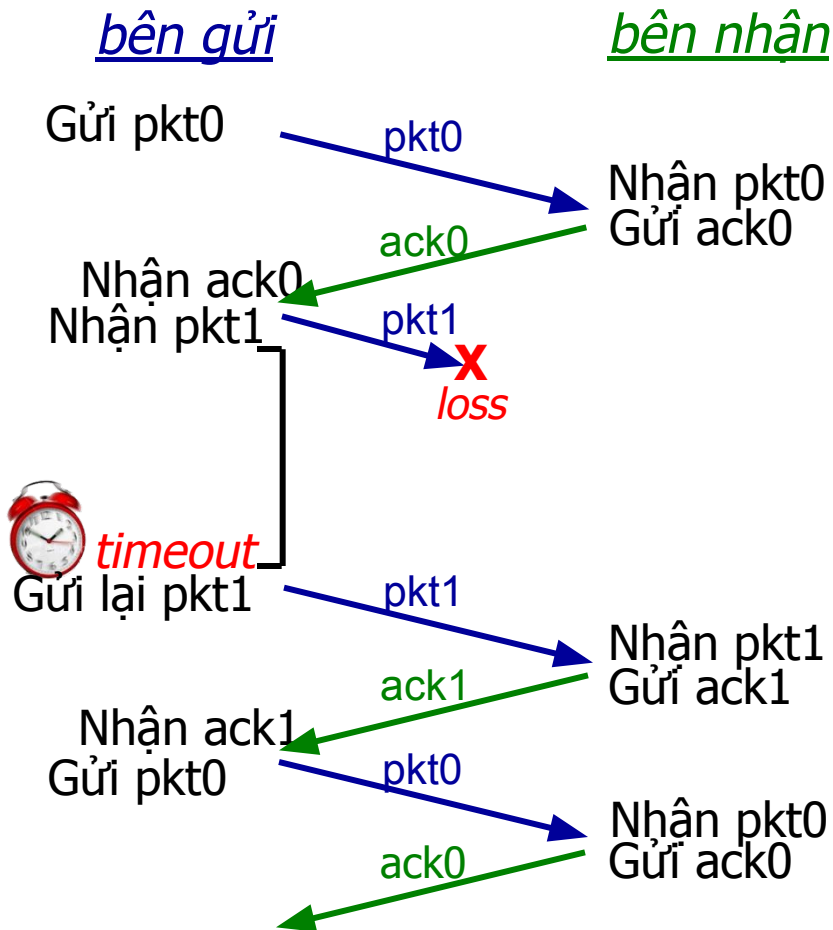 bên gửi
bên nhận
Gửi pkt0
pkt0
Nhận pkt0
Gửi ack0
ack0
Nhận ack0
Nhận pkt1
pkt1
X
loss
timeout
Gửi lại pkt1
pkt1
Nhận pkt1
Gửi ack1
ack1
Nhận ack1
Gửi pkt0
pkt0
Nhận pkt0
Gửi ack0
ack0